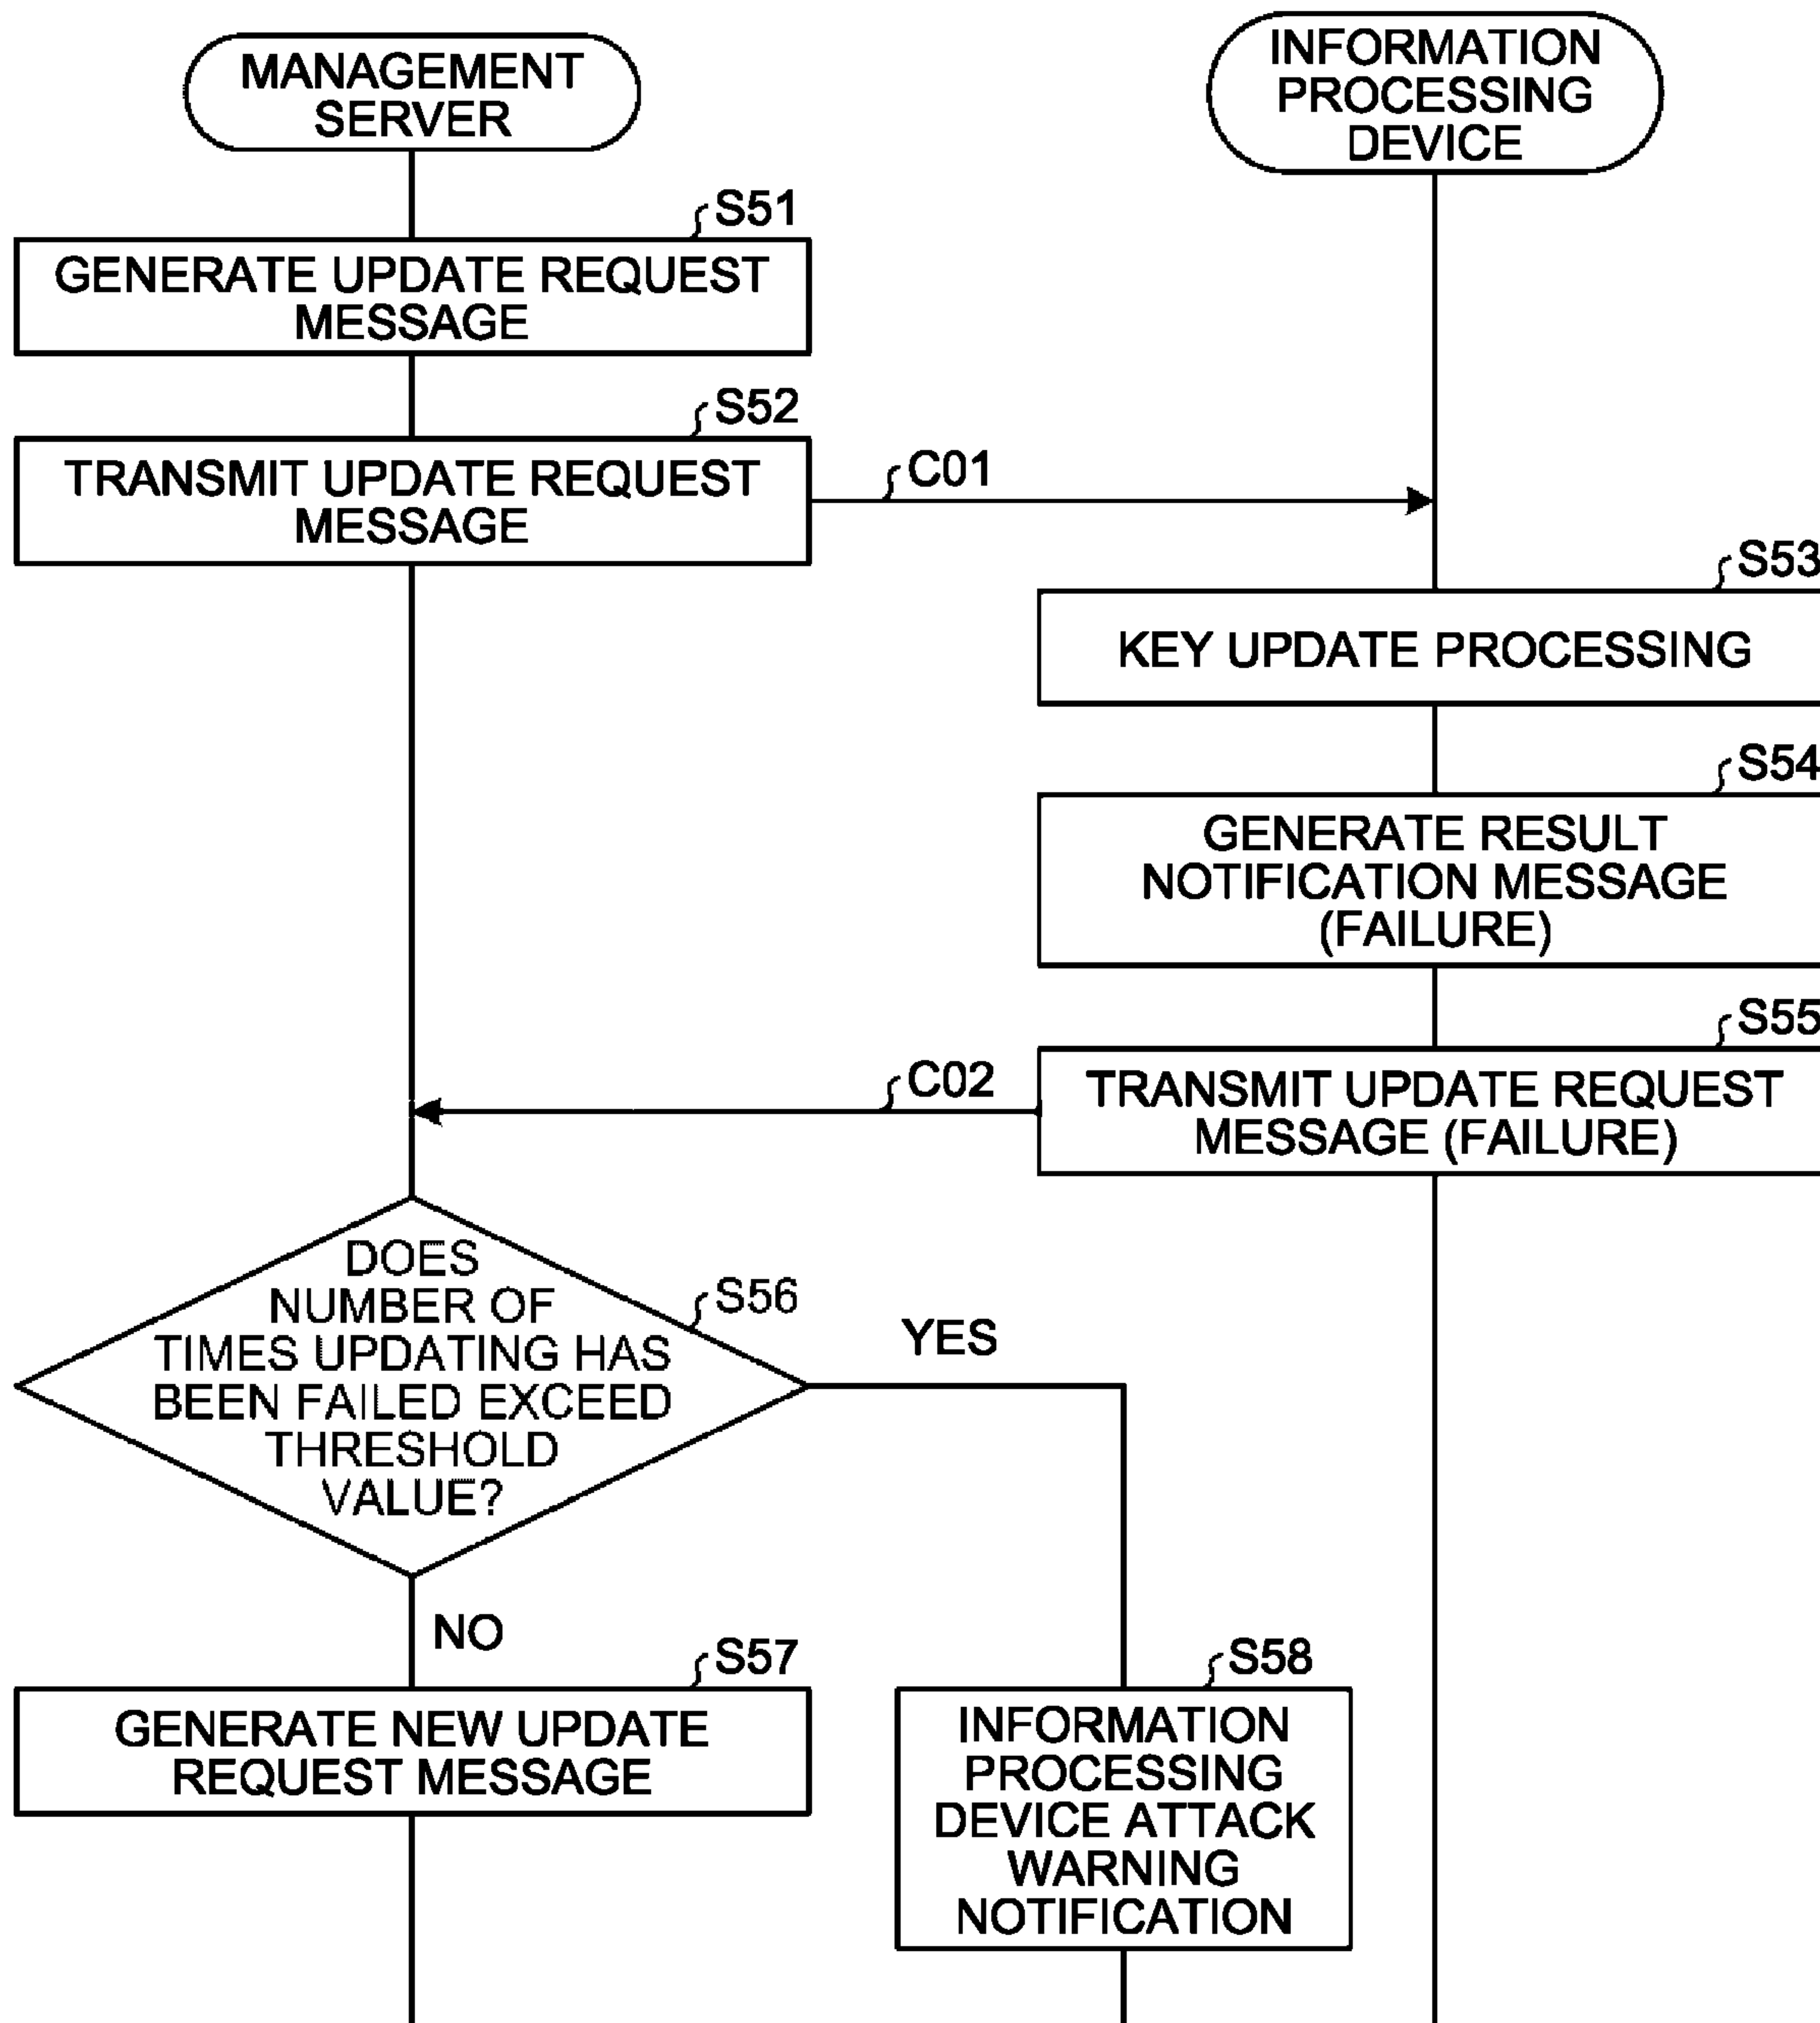 MANAGEMENT
SERVER
INFORMATION
PROCESSING
DEVICE
S51
GENERATE UPDATE REQUEST
MESSAGE
S52
TRANSMIT UPDATE REQUEST
MESSAGE
C01
S53
KEY UPDATE PROCESSING
S54
GENERATE RESULT
NOTIFICATION MESSAGE
(FAILURE)
S55
TRANSMIT UPDATE REQUEST
MESSAGE (FAILURE)
C02
DOES
NUMBER OF
TIMES UPDATING HAS
BEEN FAILED EXCEED
THRESHOLD
VALUE?
S56
YES
NO
S57
GENERATE NEW UPDATE
REQUEST MESSAGE
S58
INFORMATION
PROCESSING
DEVICE ATTACK
WARNING
NOTIFICATION